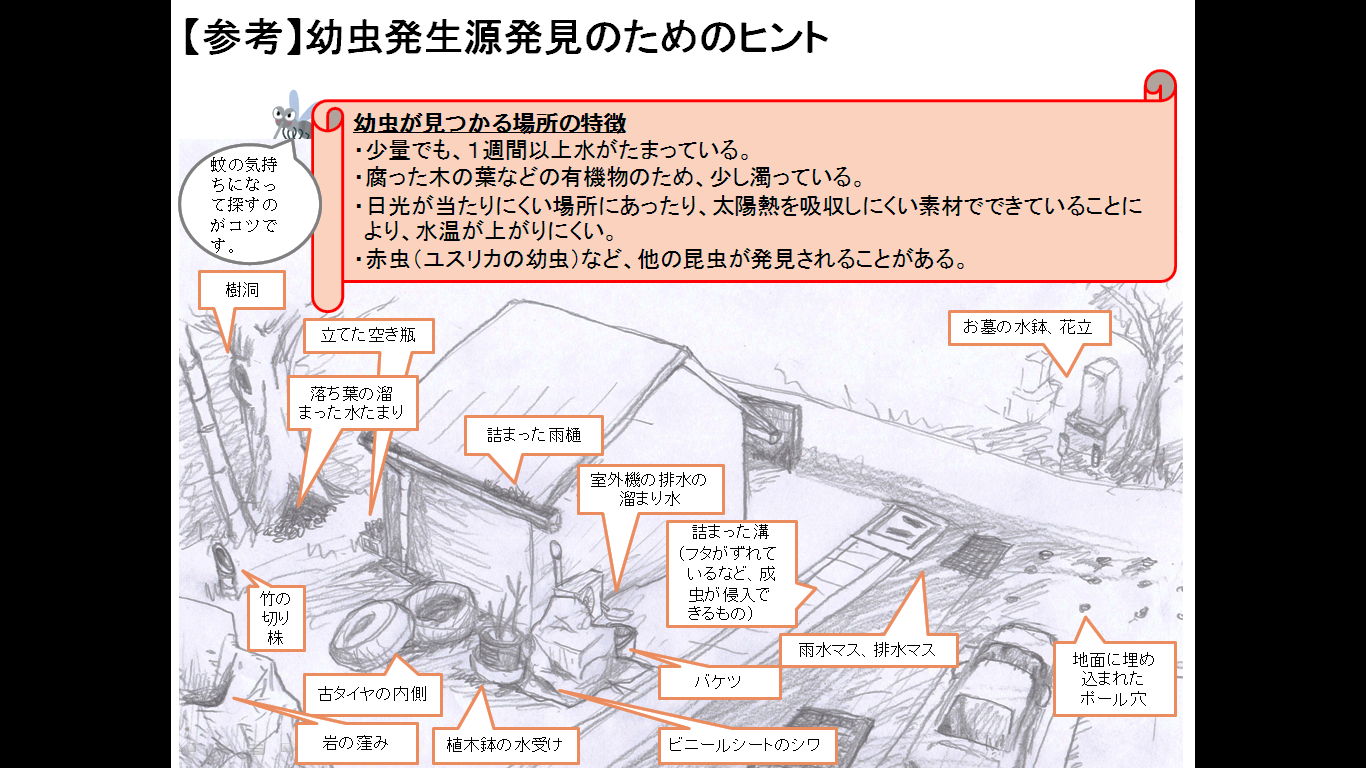 【参考】幼虫発生源発見のためのヒント
幼虫が見つかる場所の特徴
・少量でも、１週間以上水がたまっている。
・腐った木の葉などの有機物のため、少し濁っている。
・日光が当たりにくい場所にあったり、太陽熱を吸収しにくい素材でできていることに
より、水温が上がりにくい。
・赤虫（ユスリカの幼虫）など、他の昆虫が発見されることがある。
蚊の気持
ちになっ
て探すの
がコツで
す。
樹洞
立てた空き瓶
お墓の水鉢、花立
落ち葉の溜
まった水たまり
詰まった雨樋
室外機の排水の
溜まり水
詰まった溝
（フタがずれて
いるなど、成
虫が侵入で
きるもの）
竹の
切り
株
雨水マス、排水マス
地面に埋め
込まれた
ポール穴
バケツ
古タイヤの内側
岩の窪み
植木鉢の水受け
ビニールシートのシワ